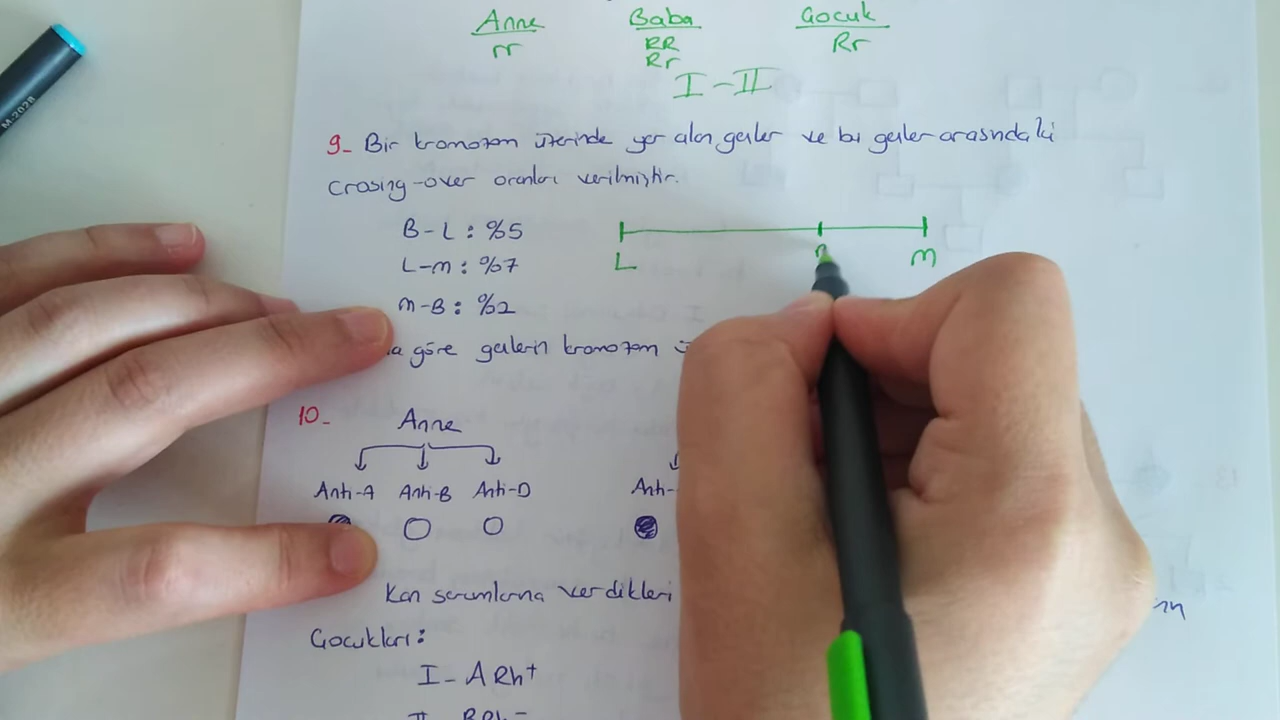 Anne Baba Çocuk
rr RR Rr
Rr
I - II
9- Bir kromozom üzerinde yer alan genler ve bu genler arasındaki
crosing-over oranları verilmiştir.
B-L : %5
L-m : %7
m-B : %2
L m
göre genlerin kromozom
10- Anne
Anti-A Anti-B Anti-D Anti-
Kan serumlarına verdikleri
Çocukları:
I- ARh+